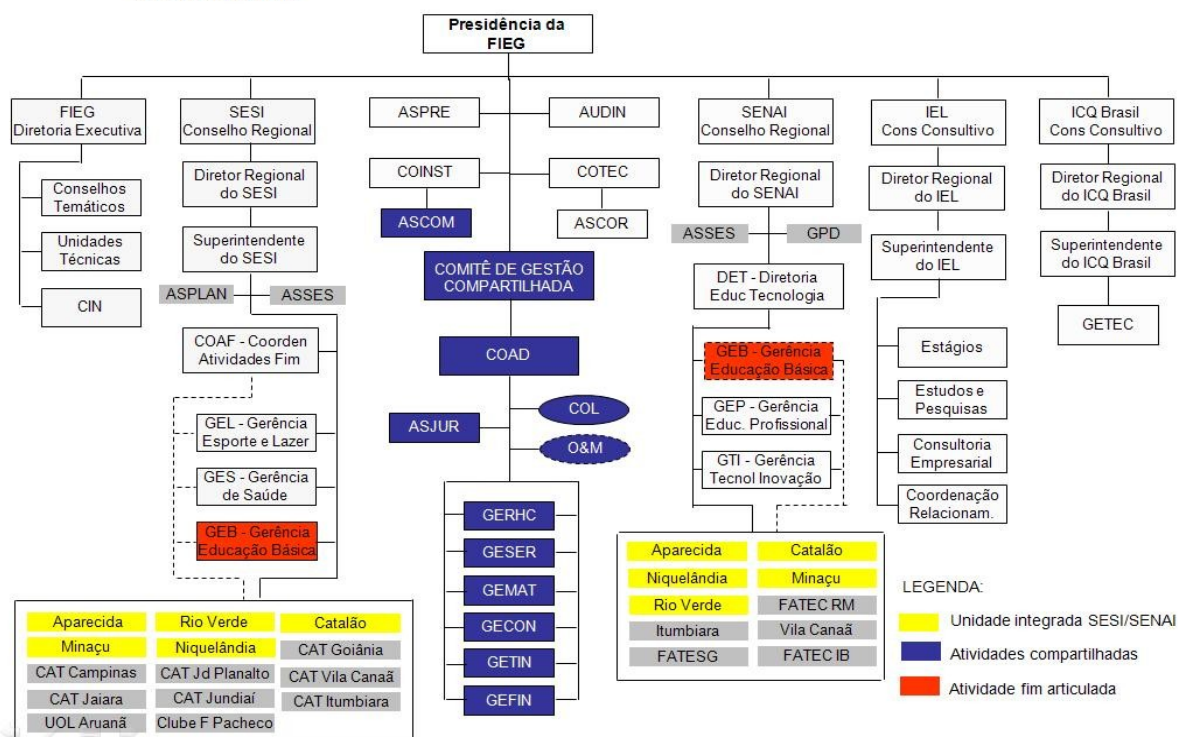 Presidência da
FIEG
FIEG
Diretoria Executiva
Conselhos
Temáticos
Unidades
Técnicas
CIN
SESI
Conselho Regional
Diretor Regional
do SESI
Superintendente
do SESI
ASPLAN
ASSES
COAF - Coorden
Atividades Fim
GEL - Gerência
Esporte e Lazer
GES - Gerência
de Saúde
GEB - Gerência
Educação Básica
Aparecida
Rio Verde
Catalão
Minaçu
Niquelândia
CAT Goiânia
CAT Campinas
CAT Jd Planalto
CAT Vila Canaã
CAT Jaiara
CAT Jundiaí
CAT Itumbiara
UOL Aruanã
Clube F Pacheco
ASPRE
AUDIN
COINST
COTEC
ASCOM
ASCOR
COMITÊ DE GESTÃO
COMPARTILHADA
COAD
COL
ASJUR
O&M
GERHC
GESER
GEMAT
GECON
GETIN
GEFIN
SENAI
Conselho Regional
Diretor Regional
do SENAI
ASSES
GPD
DET - Diretoria
Educ Tecnologia
GEB - Gerência
Educação Básica
GEP - Gerência
Educ. Profissional
GTI - Gerência
Tecnol Inovação
Aparecida
Catalão
Niquelândia
Minaçu
Rio Verde
FATEC RM
Itumbiara
Vila Canaã
FATESG
FATEC IB
IEL
Cons Consultivo
Diretor Regional
do IEL
Superintendente
do IEL
Estágios
Estudos e
Pesquisas
Consultoria
Empresarial
Coordenação
Relacionam.
ICQ Brasil
Cons Consultivo
Diretor Regional
do ICQ Brasil
Superintendente
do ICQ Brasil
GETEC
LEGENDA:
Unidade integrada SESI/SENAI
Atividades compartilhadas
Atividade fim articulada